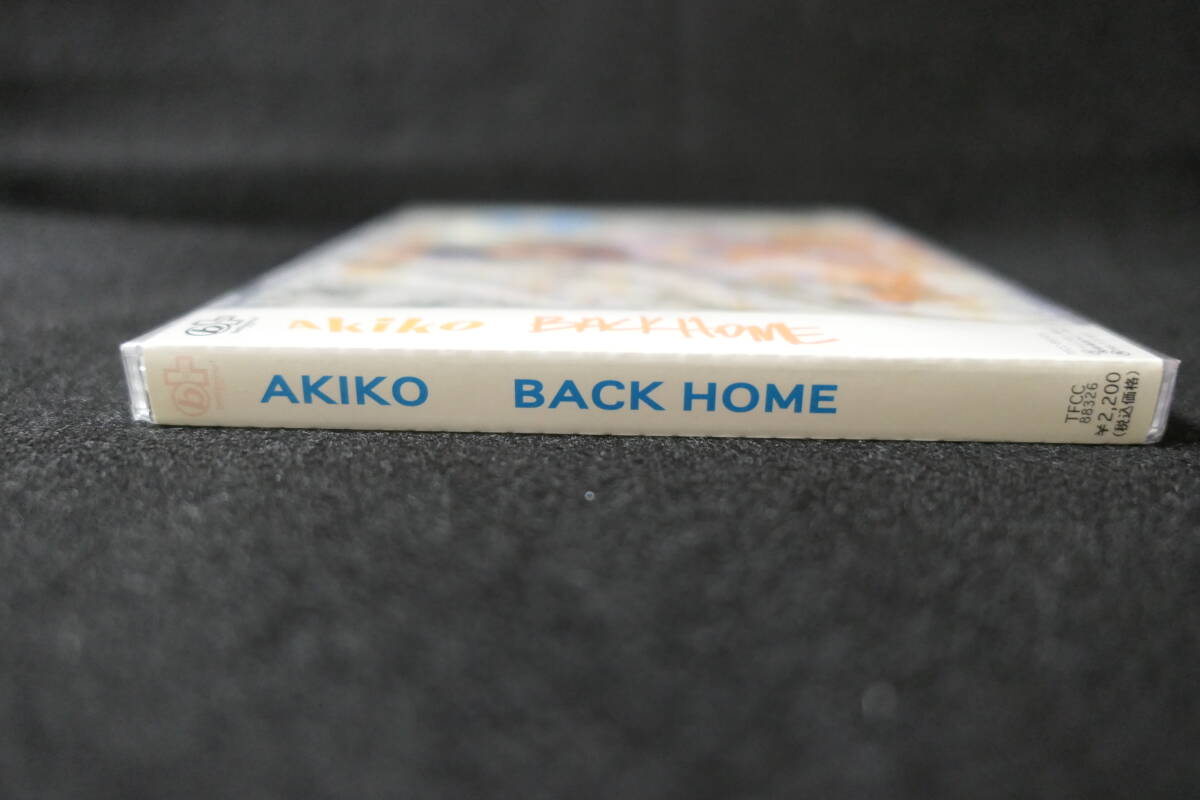 akiko BACK HOME
AKIKO BACK HOME
TFCC
88326
¥2,200
(税込価格)